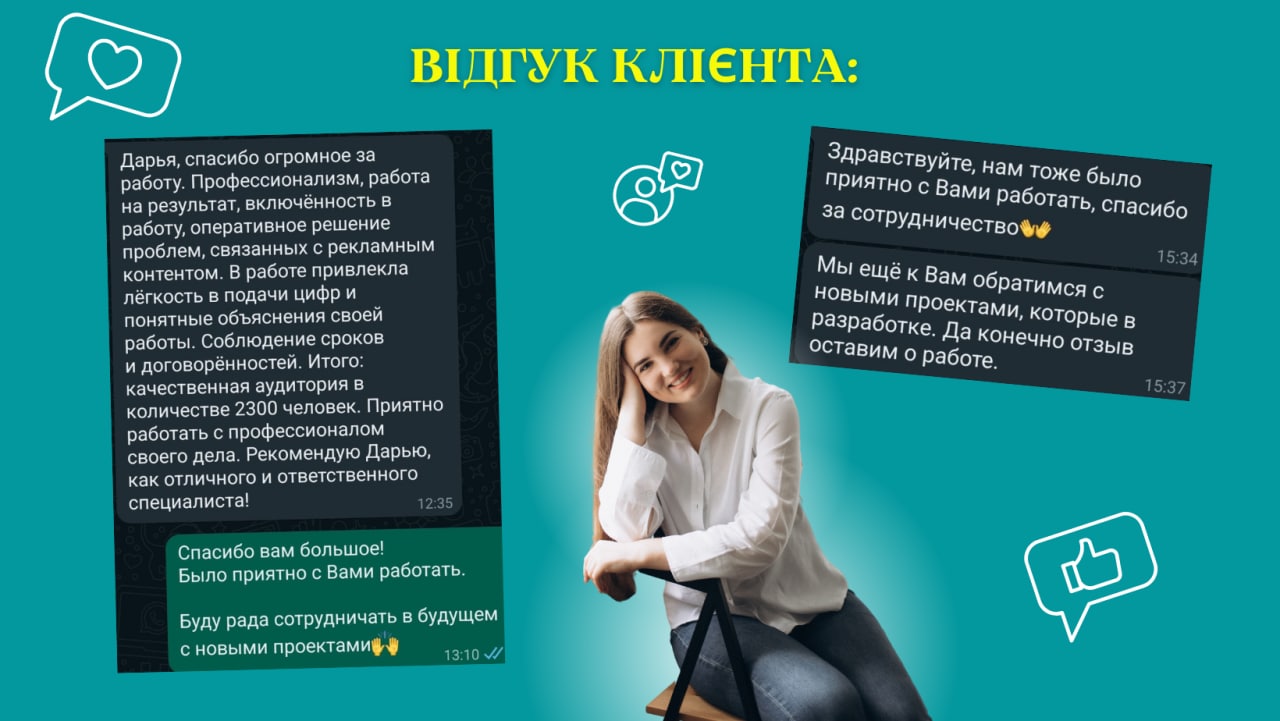 ВІДГУК КЛІЄНТА:
Дарья, спасибо огромное за
работу. Профессионализм, работа
на результат, включённость в
работу, оперативное решение
проблем, связанных с рекламным
контентом. В работе привлекла
лёгкость в подачи цифр и
понятные объяснения своей
работы. Соблюдение сроков
и договорённостей. Итого:
качественная аудитория в
количестве 2300 человек. Приятно
работать с профессионалом
своего дела. Рекомендую Дарью,
как отличного и ответственного
специалиста!
12:35
Спасибо вам большое!
Было приятно с Вами работать.
Буду рада сотрудничать в будущем
с новыми проектами🙌
13:10
Здравствуйте, нам тоже было
приятно с Вами работать, спасибо
за сотрудничество👐
15:34
Мы ещё к Вам обратимся с
новыми проектами, которые в
разработке. Да конечно отзыв
оставим о работе.
15:37